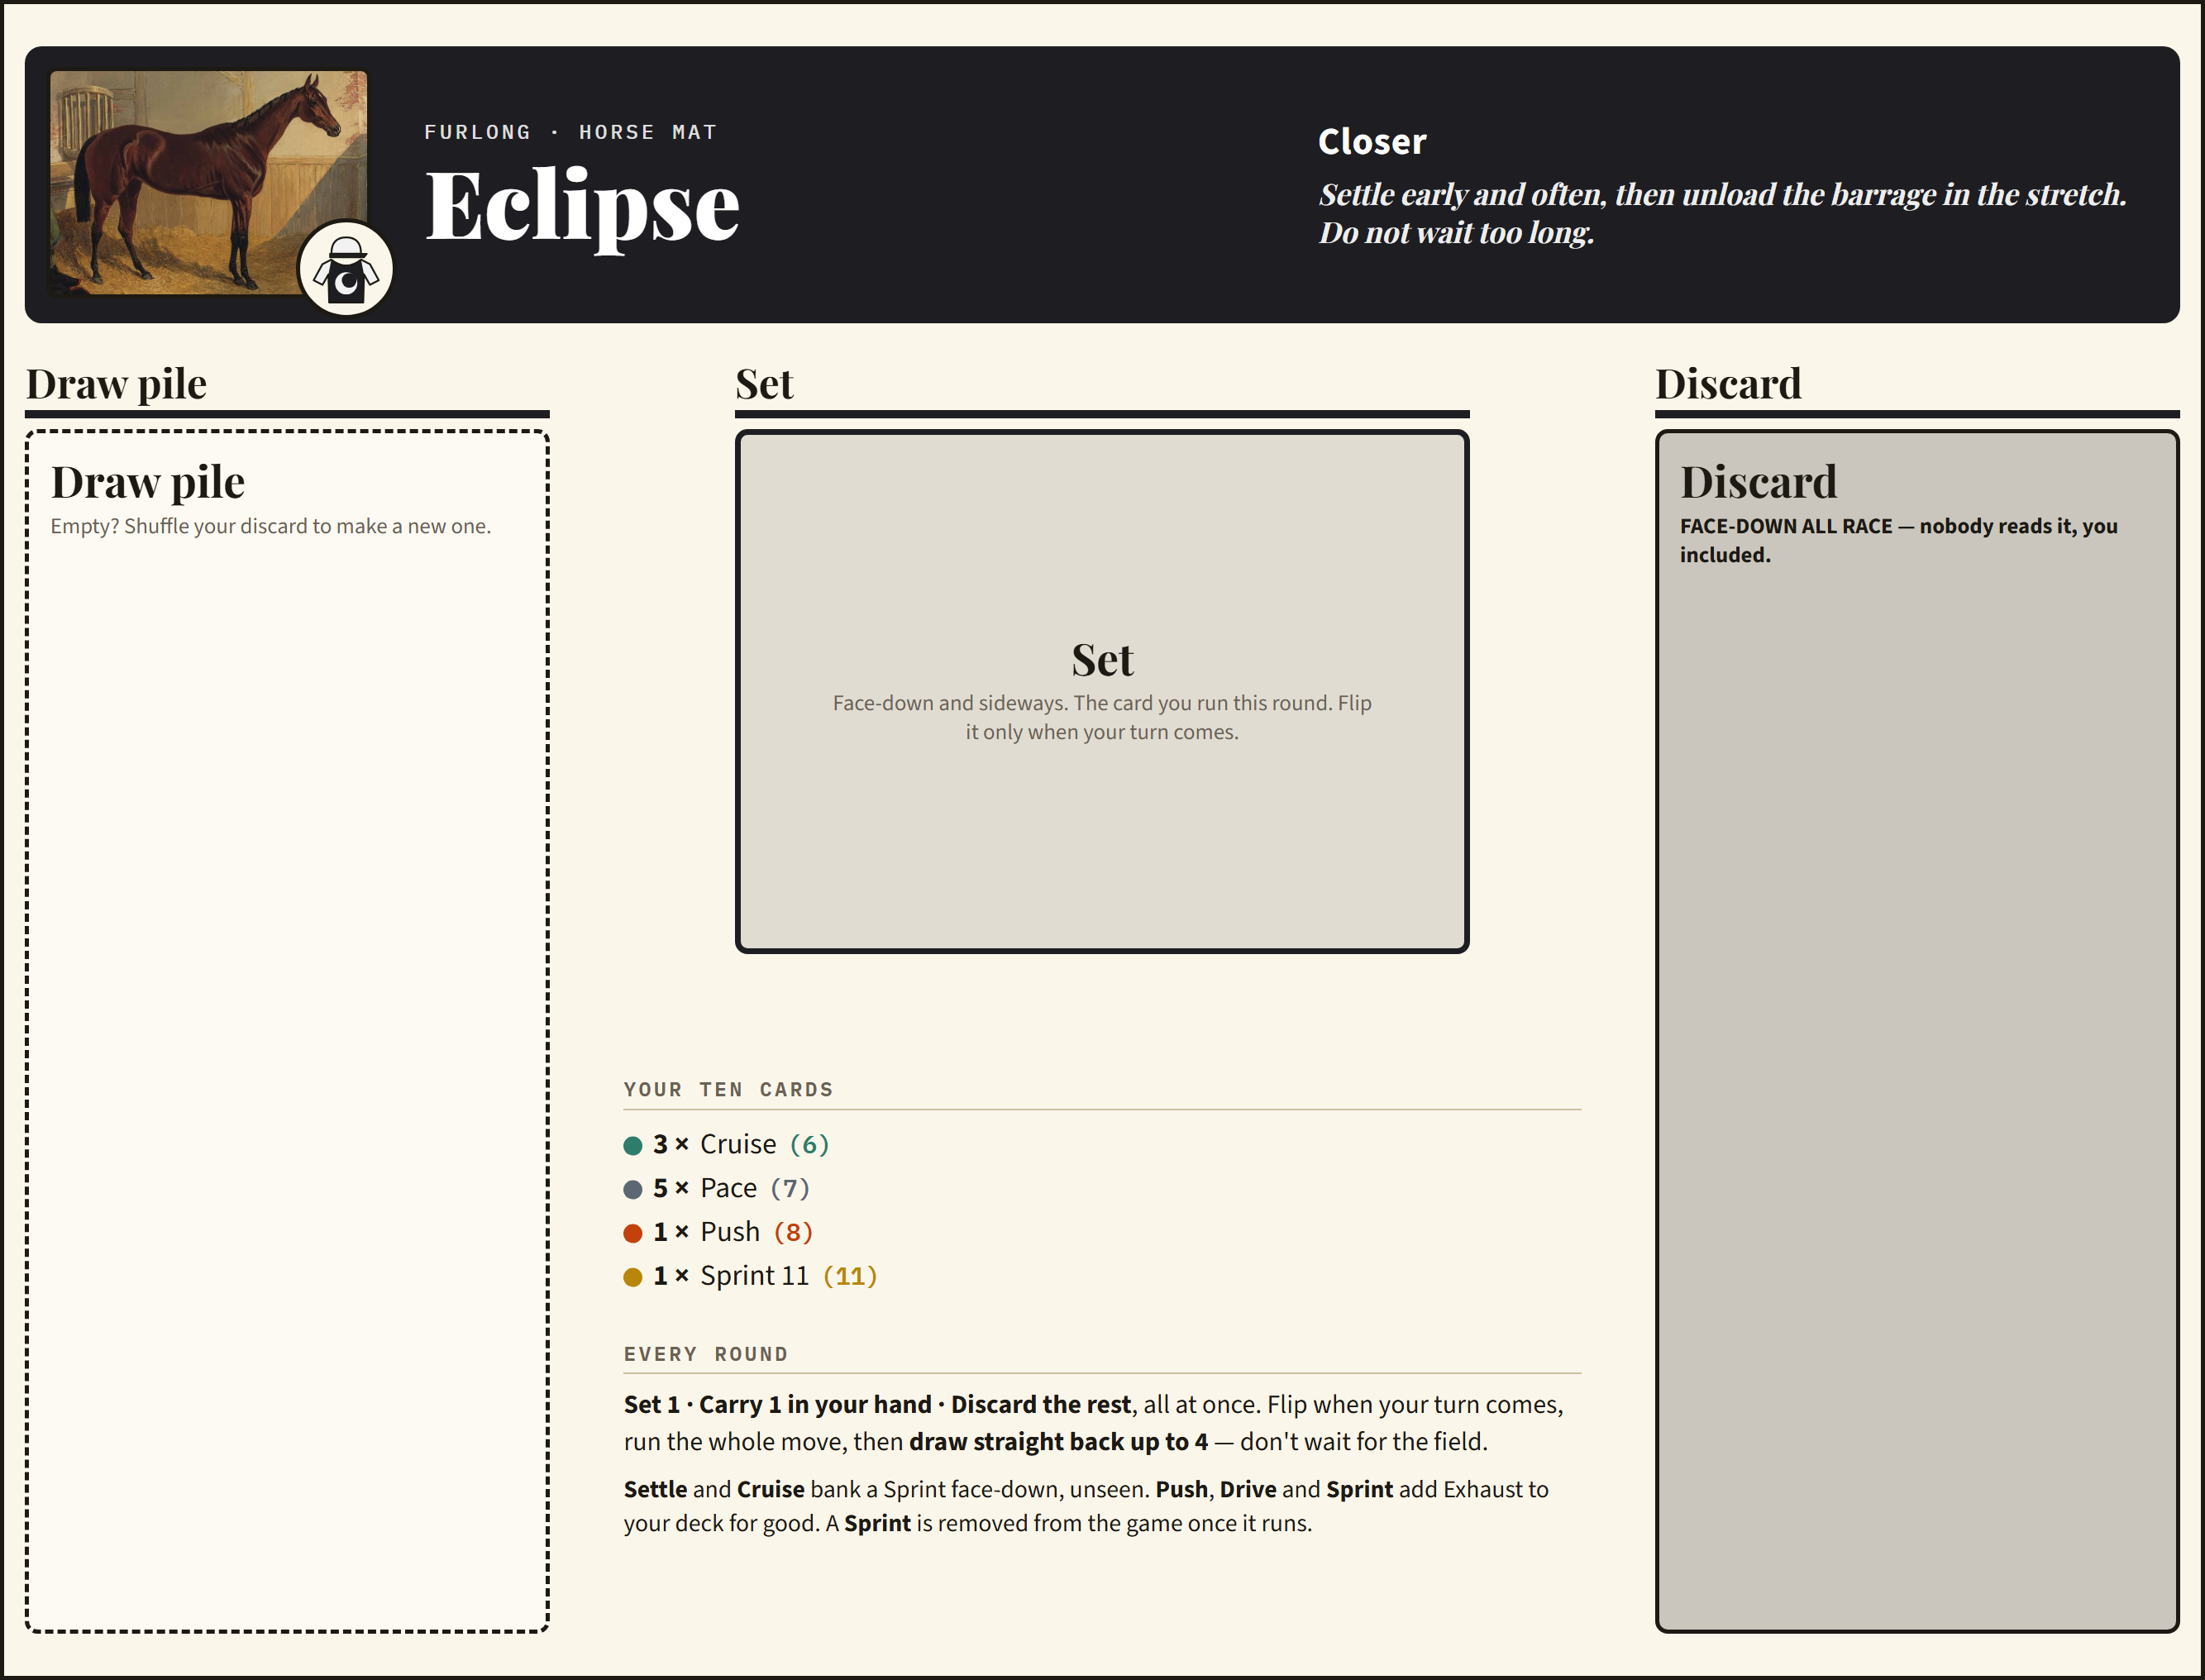 FURLONG · HORSE MAT
Eclipse
Closer
Settle early and often, then unload the barrage in the stretch.
Do not wait too long.
Draw pile
Draw pile
Empty? Shuffle your discard to make a new one.
Set
Set
Face-down and sideways. The card you run this round. Flip
it only when your turn comes.
Discard
Discard
FACE-DOWN ALL RACE — nobody reads it, you
included.
YOUR TEN CARDS
3 × Cruise (6)
5 × Pace (7)
1 × Push (8)
1 × Sprint 11 (11)
EVERY ROUND
Set 1 · Carry 1 in your hand · Discard the rest, all at once. Flip when your turn comes,
run the whole move, then draw straight back up to 4 — don't wait for the field.
Settle and Cruise bank a Sprint face-down, unseen. Push, Drive and Sprint add Exhaust to
your deck for good. A Sprint is removed from the game once it runs.